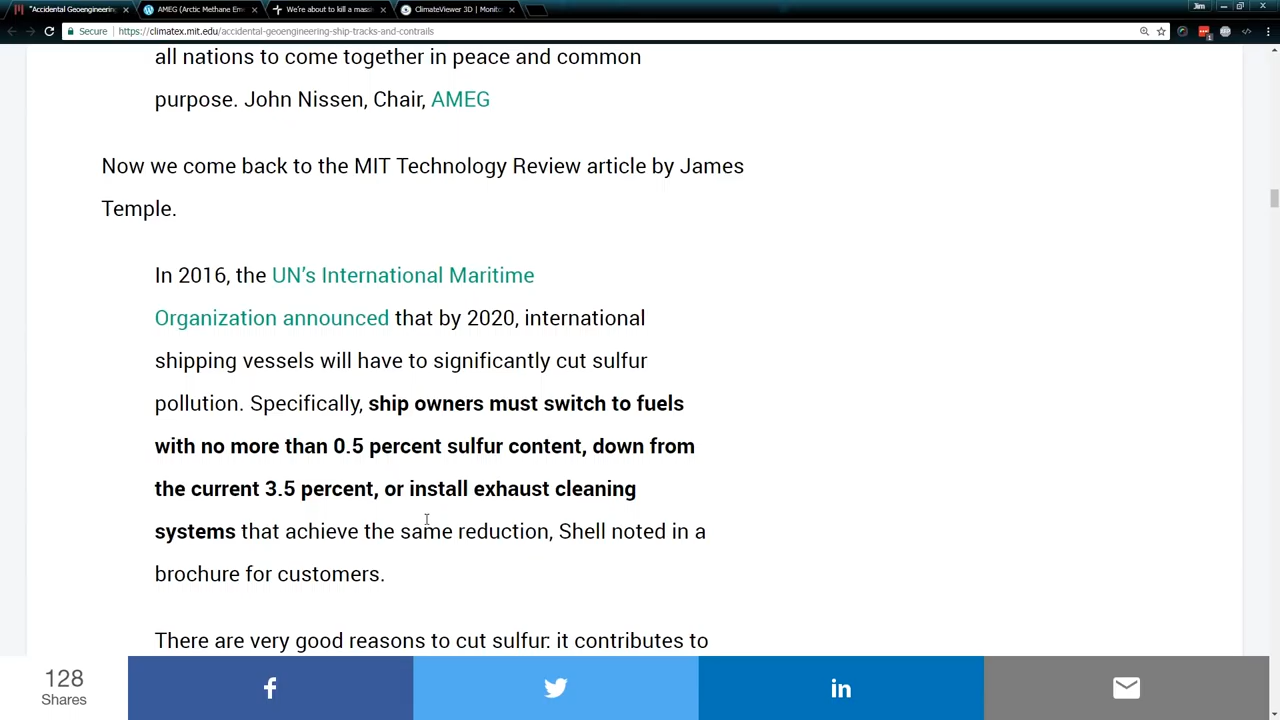 "Accidental Geoengineering
AMEG (Arctic Methane Em
We're about to kill a mass
ClimateViewer 3D | Monito
Jim
Secure
https://climatex.mit.edu/accidental-geoengineering-ship-tracks-and-contrails
all nations to come together in peace and common
purpose. John Nissen, Chair, AMEG
Now we come back to the MIT Technology Review article by James
Temple.
In 2016, the UN's International Maritime
Organization announced that by 2020, international
shipping vessels will have to significantly cut sulfur
pollution. Specifically, ship owners must switch to fuels
with no more than 0.5 percent sulfur content, down from
the current 3.5 percent, or install exhaust cleaning
systems that achieve the same reduction, Shell noted in a
brochure for customers.
There are very good reasons to cut sulfur: it contributes to
128
Shares